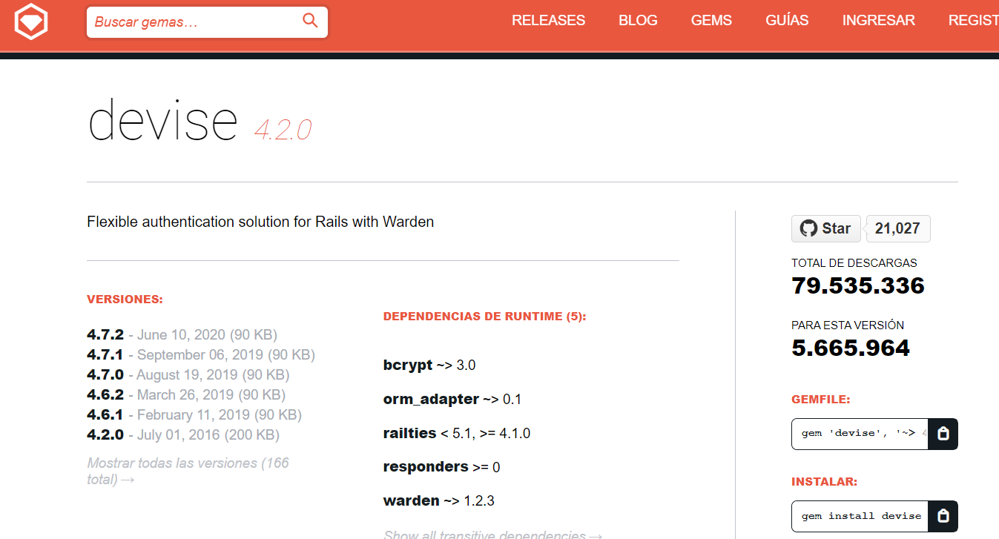 Buscar gemas…
RELEASES BLOG GEMS GUÍAS INGRESAR REGIST
devise 4.2.0
Flexible authentication solution for Rails with Warden
VERSIONES:
4.7.2 - June 10, 2020 (90 KB)
4.7.1 - September 06, 2019 (90 KB)
4.7.0 - August 19, 2019 (90 KB)
4.6.2 - March 26, 2019 (90 KB)
4.6.1 - February 11, 2019 (90 KB)
4.2.0 - July 01, 2016 (200 KB)
Mostrar todas las versiones (166
total) →
DEPENDENCIAS DE RUNTIME (5):
bcrypt ~> 3.0
orm_adapter ~> 0.1
railties < 5.1, >= 4.1.0
responders >= 0
warden ~> 1.2.3
Show all transitive dependencies →
Star 21,027
TOTAL DE DESCARGAS
79.535.336
PARA ESTA VERSIÓN
5.665.964
GEMFILE:
gem 'devise', '~> 4
INSTALAR:
gem install devise